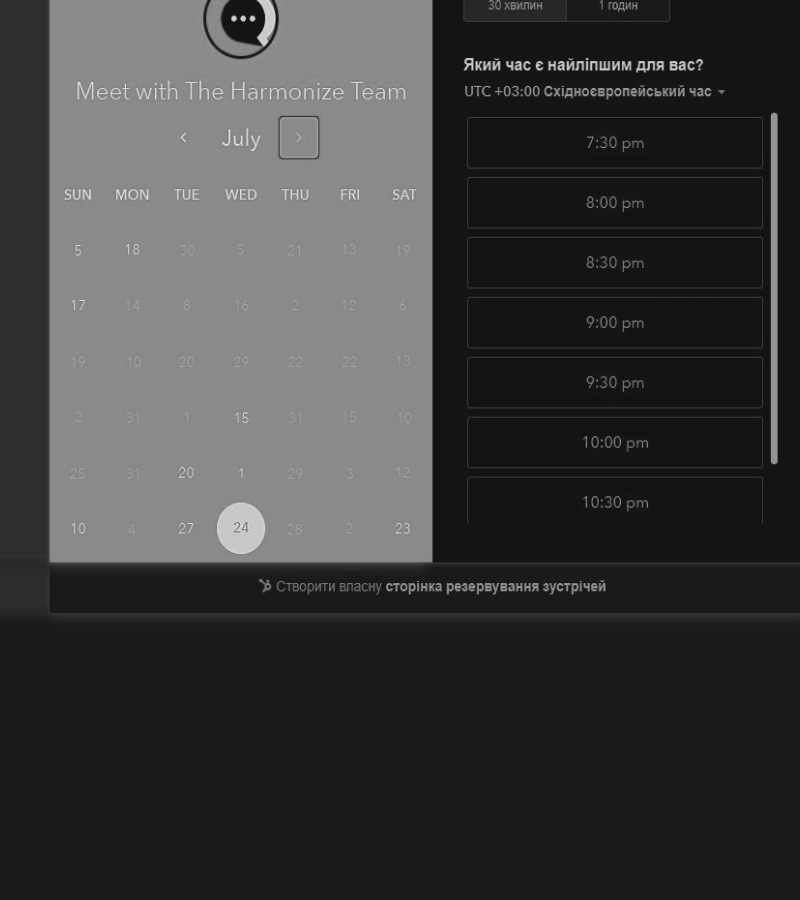 30 хвилин 1 годин
Який час є найліпшим для вас?
Meet with The Harmonize Team
UTC +03:00 Східноєвропейський час
July
7:30 pm
SUN MON TUE WED THU FRI SAT
8:00 pm
5 18 30 5 21 13 19
8:30 pm
17 14 8 16 2 12 6
9:00 pm
19 10 20 29 22 22 13
9:30 pm
2 31 1 15 31 15 10
10:00 pm
25 31 20 1 29 3 12
10:30 pm
10 4 27 24 28 2 23
Створити власну сторінка резервування зустрічей